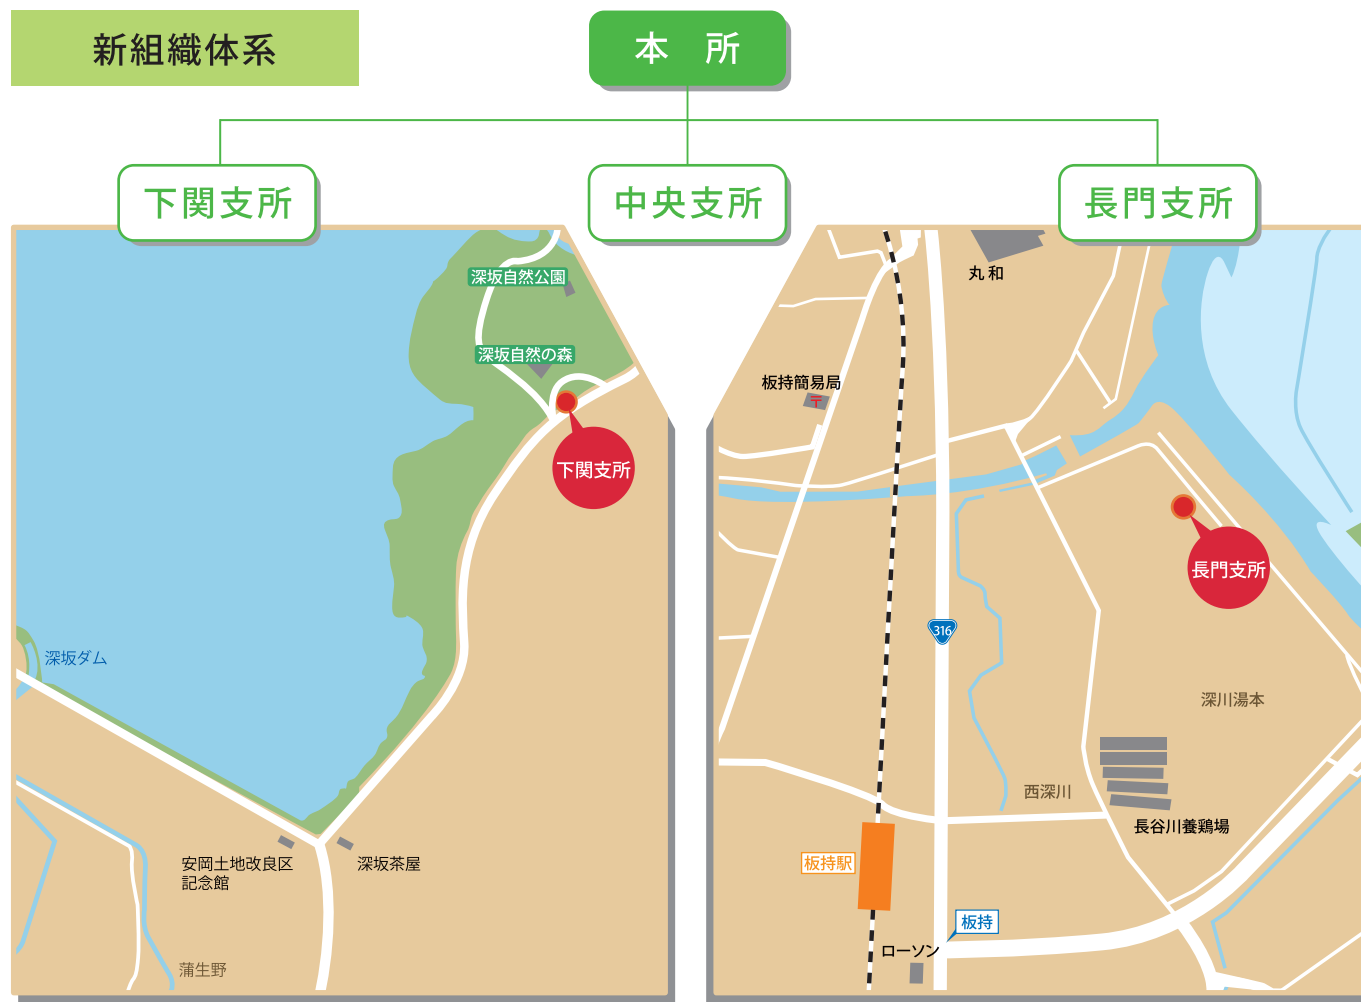 新組織体系
本　所
下関支所
中央支所
長門支所
深坂自然公園
深坂自然の森
下関支所
深坂ダム
安岡土地改良区
記念館
深坂茶屋
蒲生野
丸和
板持簡易局
〒
長門支所
316
深川湯本
西深川
長谷川養鶏場
板持駅
板持
ローソン